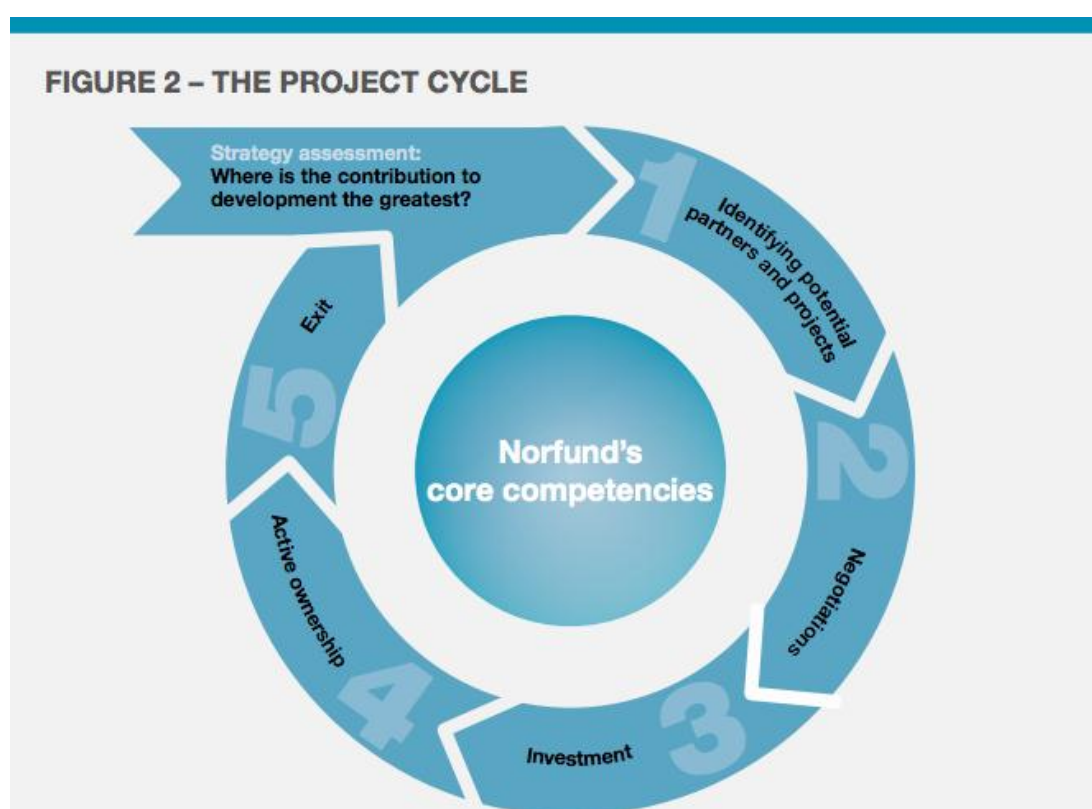 FIGURE 2 – THE PROJECT CYCLE
Strategy assessment:
Where is the contribution to
development the greatest?
1
Identifying potential
partners and projects
2
Negotiations
3
Investment
4
Active ownership
5
Exit
Norfund's
core competencies